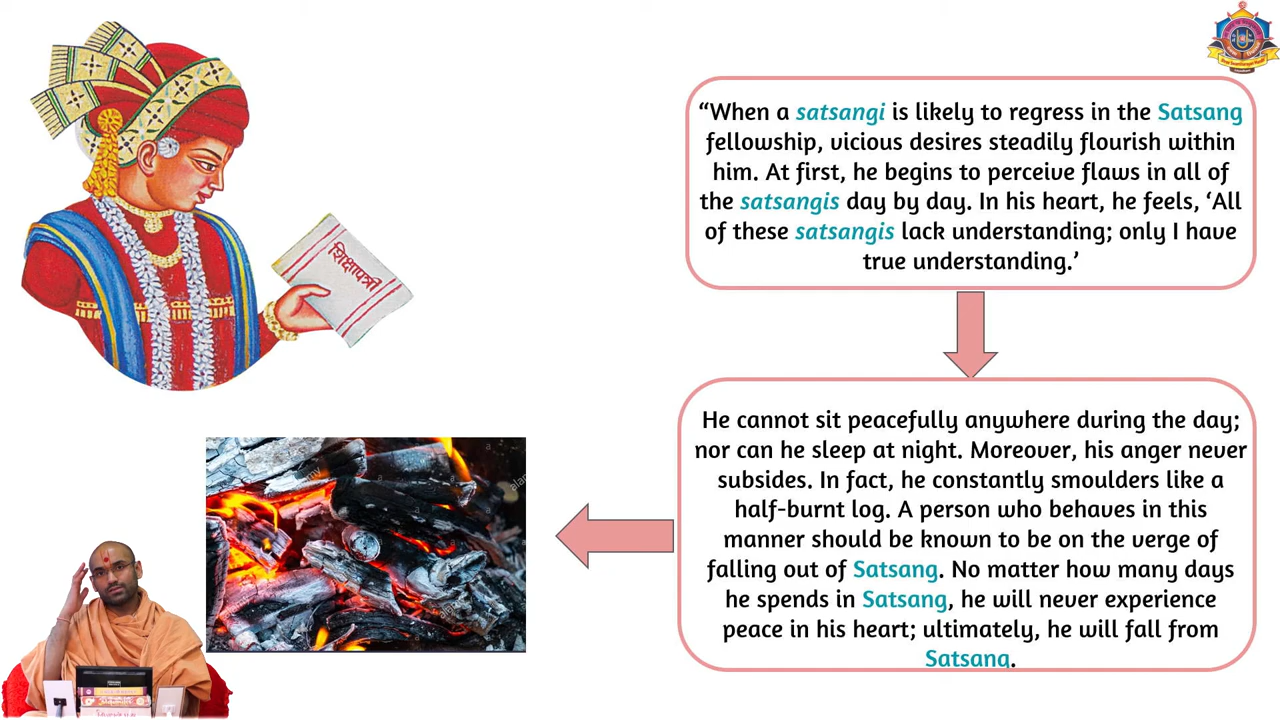 “When a satsangi is likely to regress in the Satsang
fellowship, vicious desires steadily flourish within
him. At first, he begins to perceive flaws in all of
the satsangis day by day. In his heart, he feels, ‘All
of these satsangis lack understanding; only I have
true understanding.’
शिक्षापत्री
He cannot sit peacefully anywhere during the day;
nor can he sleep at night. Moreover, his anger never
subsides. In fact, he constantly smoulders like a
half-burnt log. A person who behaves in this
manner should be known to be on the verge of
falling out of Satsang. No matter how many days
he spends in Satsang, he will never experience
peace in his heart; ultimately, he will fall from
Satsang.